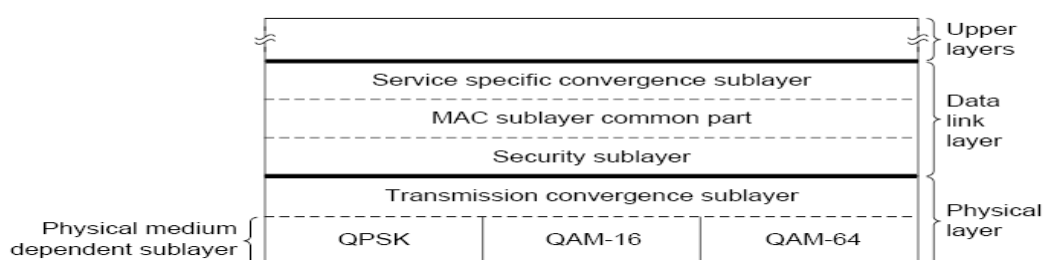 Upper
layers
Service specific convergence sublayer
MAC sublayer common part
Security sublayer
Data
link
layer
Transmission convergence sublayer
Physical
layer
Physical medium
dependent sublayer
QPSK QAM-16 QAM-64